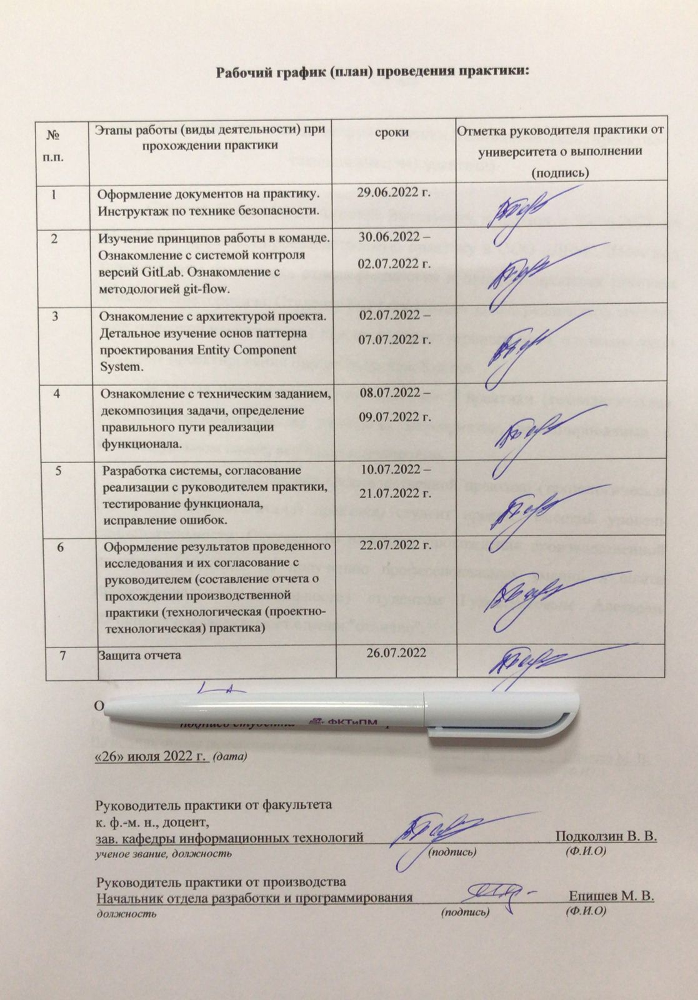 Рабочий график (план) проведения практики:
№
п.п.
Этапы работы (виды деятельности) при
прохождении практики
сроки
Отметка руководителя практики от
университета о выполнении
(подпись)
1
Оформление документов на практику.
Инструктаж по технике безопасности.
29.06.2022 г.
2
Изучение принципов работы в команде.
Ознакомление с системой контроля
версий GitLab. Ознакомление с
методологией git-flow.
30.06.2022 –
02.07.2022 г.
3
Ознакомление с архитектурой проекта.
Детальное изучение основ паттерна
проектирования Entity Component
System.
02.07.2022 –
07.07.2022 г.
4
Ознакомление с техническим заданием,
декомпозиция задачи, определение
правильного пути реализации
функционала.
08.07.2022 –
09.07.2022 г.
5
Разработка системы, согласование
реализации с руководителем практики,
тестирование функционала,
исправление ошибок.
10.07.2022 –
21.07.2022 г.
6
Оформление результатов проведенного
исследования и их согласование с
руководителем (составление отчета о
прохождении производственной
практики (технологическая (проектно-
технологическая) практика)
22.07.2022 г.
7
Защита отчета
26.07.2022
ФКТиПМ
подпись студента
«26» июля 2022 г. (дата)
Руководитель практики от факультета
к. ф.-м. н., доцент,
зав. кафедры информационных технологий Подколзин В. В.
ученое звание, должность (подпись) (Ф.И.О)
Руководитель практики от производства
Начальник отдела разработки и программирования Епишев М. В.
должность (подпись) (Ф.И.О)